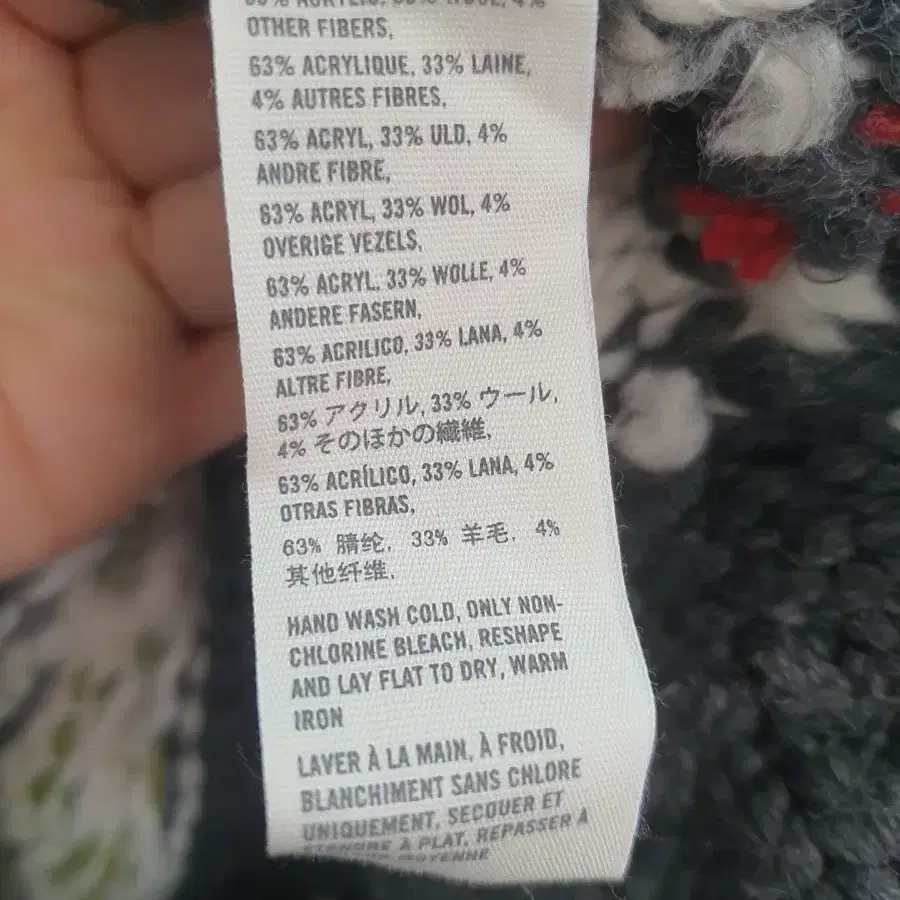 OTHER FIBERS,
63% ACRYLIQUE, 33% LAINE,
4% AUTRES FIBRES,
63% ACRYL, 33% ULD, 4%
ANDRE FIBRE,
63% ACRYL, 33% WOL, 4%
OVERIGE VEZELS,
63% ACRYL, 33% WOLLE, 4%
ANDERE FASERN,
63% ACRILICO, 33% LANA, 4%
ALTRE FIBRE,
63% アクリル, 33% ウール,
4% そのほかの繊維,
63% ACRÍLICO, 33% LANA, 4%
OTRAS FIBRAS,
63% 腈纶, 33% 羊毛, 4%
其他纤维,
HAND WASH COLD, ONLY NON-
CHLORINE BLEACH, RESHAPE
AND LAY FLAT TO DRY, WARM
IRON
LAVER À LA MAIN, À FROID,
BLANCHIMENT SANS CHLORE
UNIQUEMENT, SECOUER ET
ÉTENDRE À PLAT, REPASSER À
MOYENNE